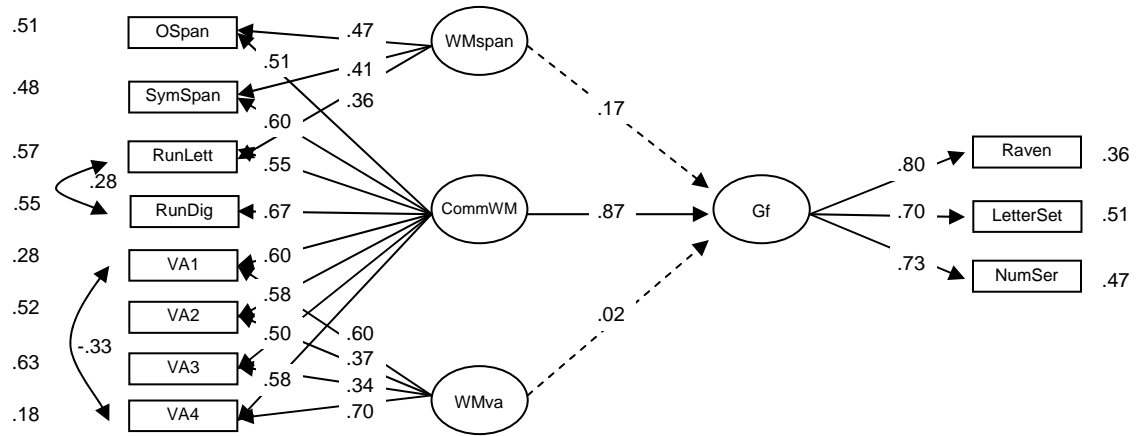 .51 OSpan .47 WMspan
.51
.48 SymSpan .41
.36 .17
.60
.57 RunLett .55 Raven .36
.28 .80
.55 RunDig .67 CommWM .87 Gf .70 LetterSet .51
.28 VA1 .60 .73 NumSer .47
.58
.52 VA2 .60 .02
-.33 .50 .37
.63 VA3 .58 .34
.18 VA4 .70 WMva